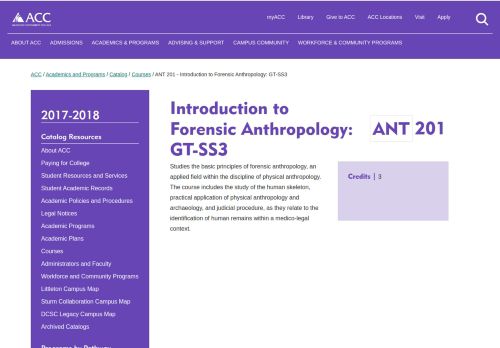 myACC Library Give to ACC ACC Locations Visit Apply
ACC
ABOUT ACC ADMISSIONS ACADEMICS & PROGRAMS ADVISING & SUPPORT CAMPUS COMMUNITY WORKFORCE & COMMUNITY PROGRAMS
ACC / Academics and Programs / Catalog / Courses / ANT 201 - Introduction to Forensic Anthropology: GT-SS3
2017-2018
Catalog Resources
About ACC
Paying for College
Student Resources and Services
Student Academic Records
Academic Policies and Procedures
Legal Notices
Academic Programs
Academic Plans
Courses
Administrators and Faculty
Workforce and Community Programs
Littleton Campus Map
Sturm Collaboration Campus Map
DCSC Legacy Campus Map
Archived Catalogs
Programs by Pathway
Introduction to
Forensic Anthropology:
GT-SS3
ANT 201
Studies the basic principles of forensic anthropology, an
applied field within the discipline of physical anthropology.
The course includes the study of the human skeleton,
practical application of physical anthropology and
archaeology, and judicial procedure, as they relate to the
identification of human remains within a medico-legal
context.
Credits | 3